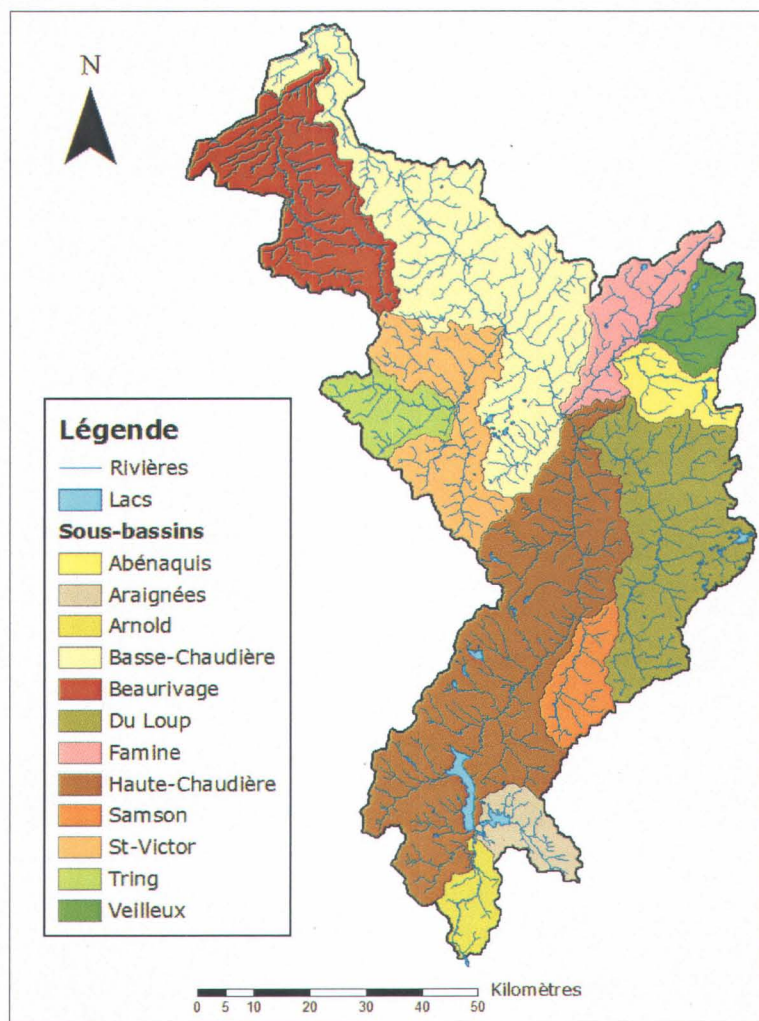 N
Légende
Rivières
Lacs
Sous-bassins
Abénaquis
Araignées
Arnold
Basse-Chaudière
Beaurivage
Du Loup
Famine
Haute-Chaudière
Samson
St-Victor
Tring
Veilleux
Kilomètres
0 5 10 20 30 40 50